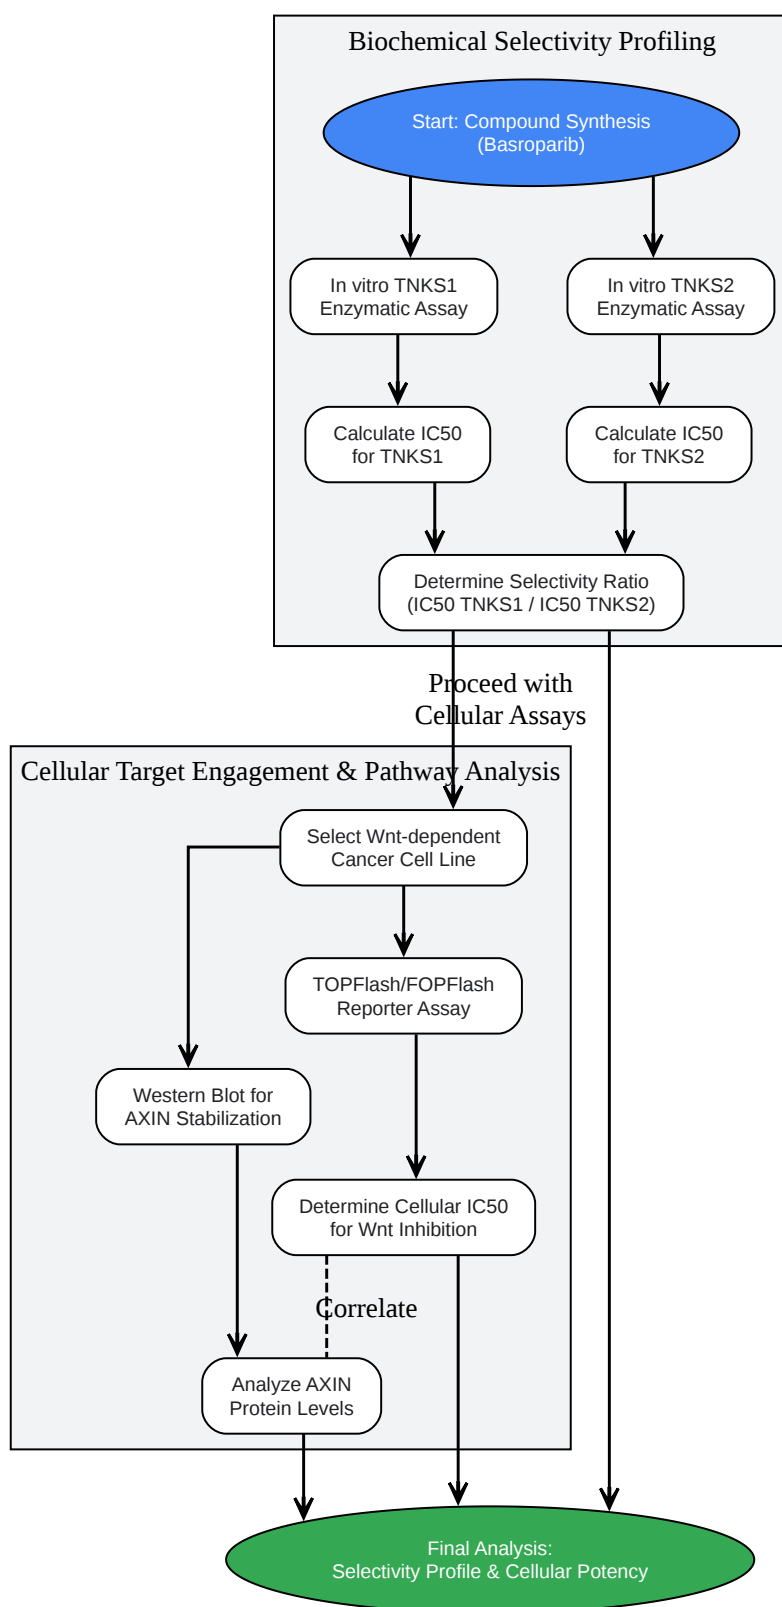 Biochemical Selectivity Profiling
Start: Compound Synthesis
(Basroparib)
In vitro TNKS1
Enzymatic Assay
In vitro TNKS2
Enzymatic Assay
Calculate IC50
for TNKS1
Calculate IC50
for TNKS2
Determine Selectivity Ratio
(IC50 TNKS1 / IC50 TNKS2)
Proceed with
Cellular Assays
Cellular Target Engagement & Pathway Analysis
Select Wnt-dependent
Cancer Cell Line
TOPFlash/FOPFlash
Reporter Assay
Western Blot for
AXIN Stabilization
Determine Cellular IC50
for Wnt Inhibition
Correlate
Analyze AXIN
Protein Levels
Final Analysis:
Selectivity Profile & Cellular Potency